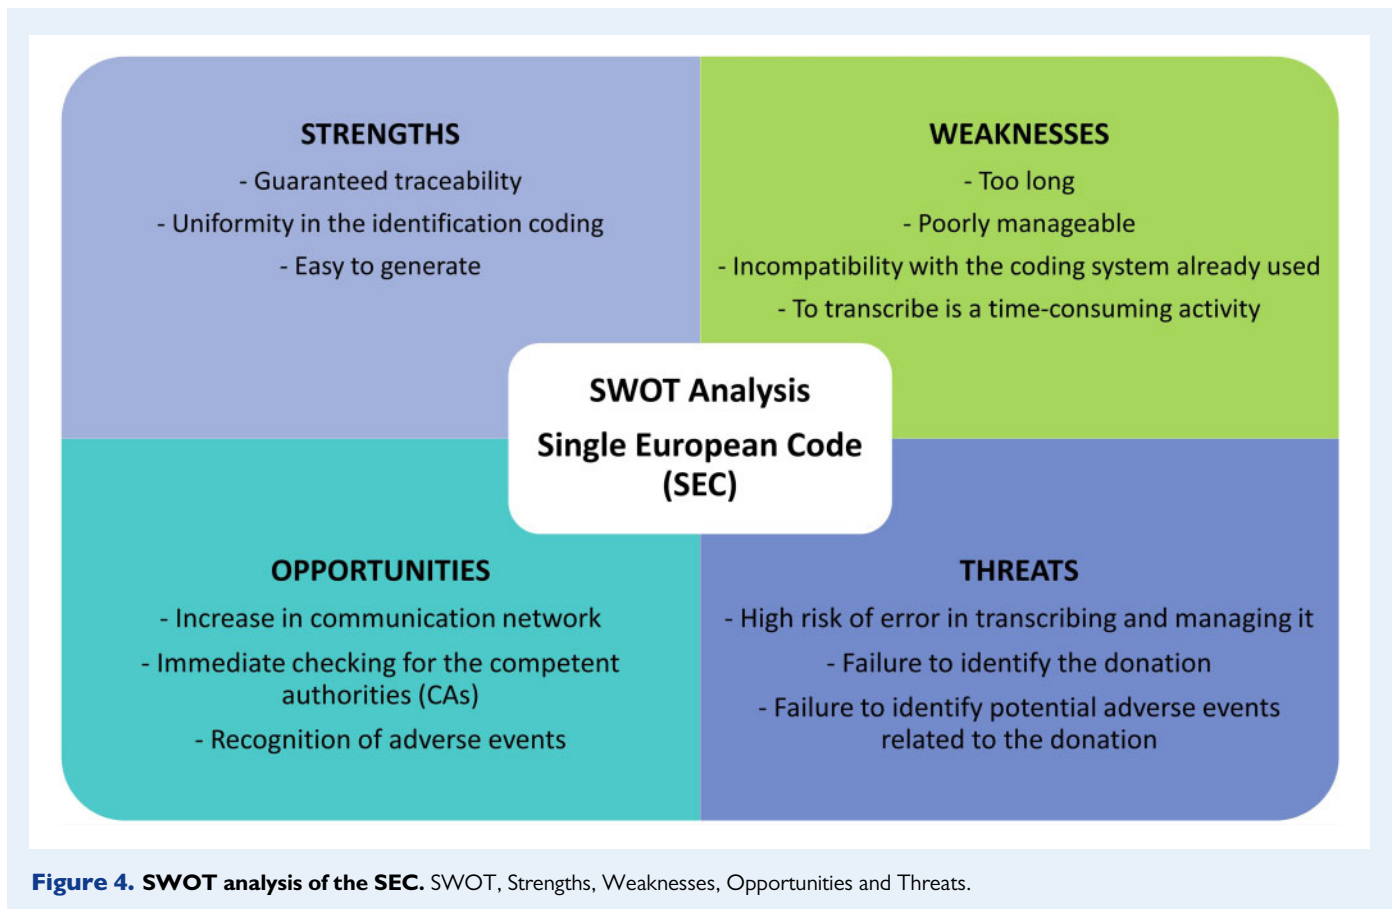 STRENGTHS
- Guaranteed traceability
- Uniformity in the identification coding
- Easy to generate
WEAKNESSES
- Too long
- Poorly manageable
- Incompatibility with the coding system already used
- To transcribe is a time-consuming activity
SWOT Analysis
Single European Code
(SEC)
OPPORTUNITIES
- Increase in communication network
- Immediate checking for the competent
authorities (CAs)
- Recognition of adverse events
THREATS
- High risk of error in transcribing and managing it
- Failure to identify the donation
- Failure to identify potential adverse events
related to the donation
Figure 4. SWOT analysis of the SEC. SWOT, Strengths, Weaknesses, Opportunities and Threats.